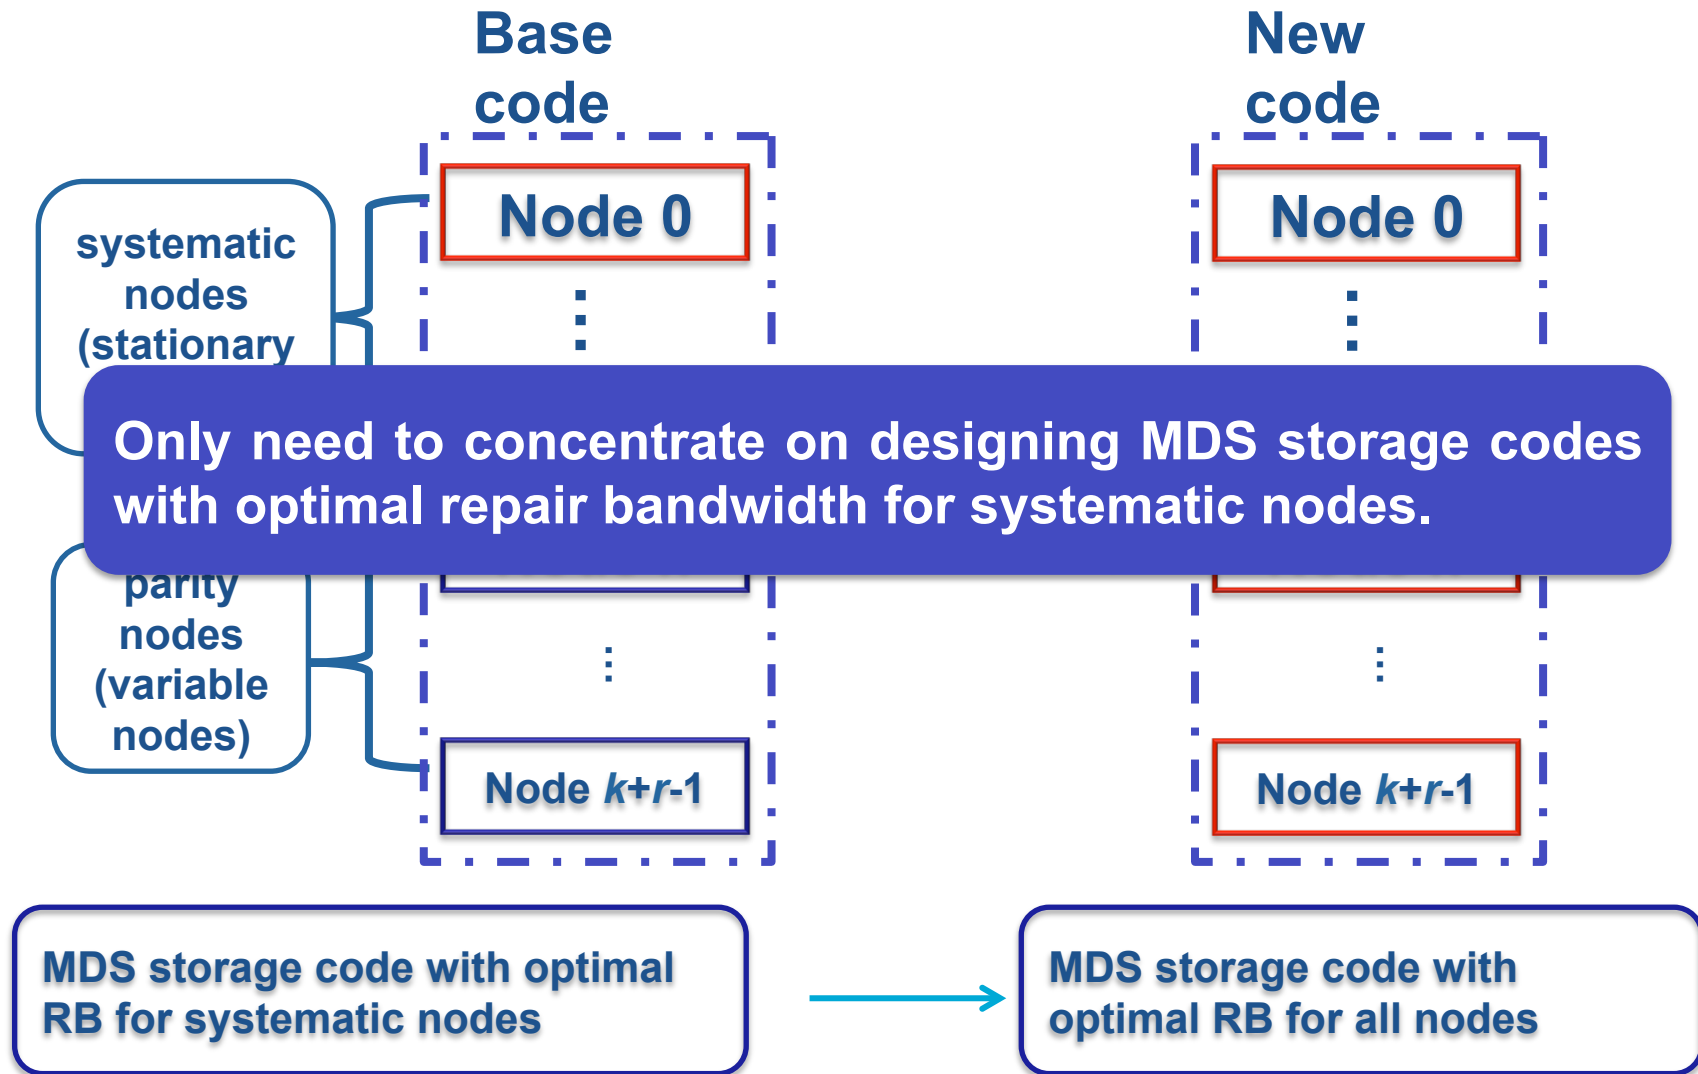 Base
code
New
code
Node 0
Node 0
systematic
nodes
(stationary
Only need to concentrate on designing MDS storage codes
with optimal repair bandwidth for systematic nodes.
parity
nodes
(variable
nodes)
Node k+r-1
Node k+r-1
MDS storage code with optimal
RB for systematic nodes
MDS storage code with
optimal RB for all nodes